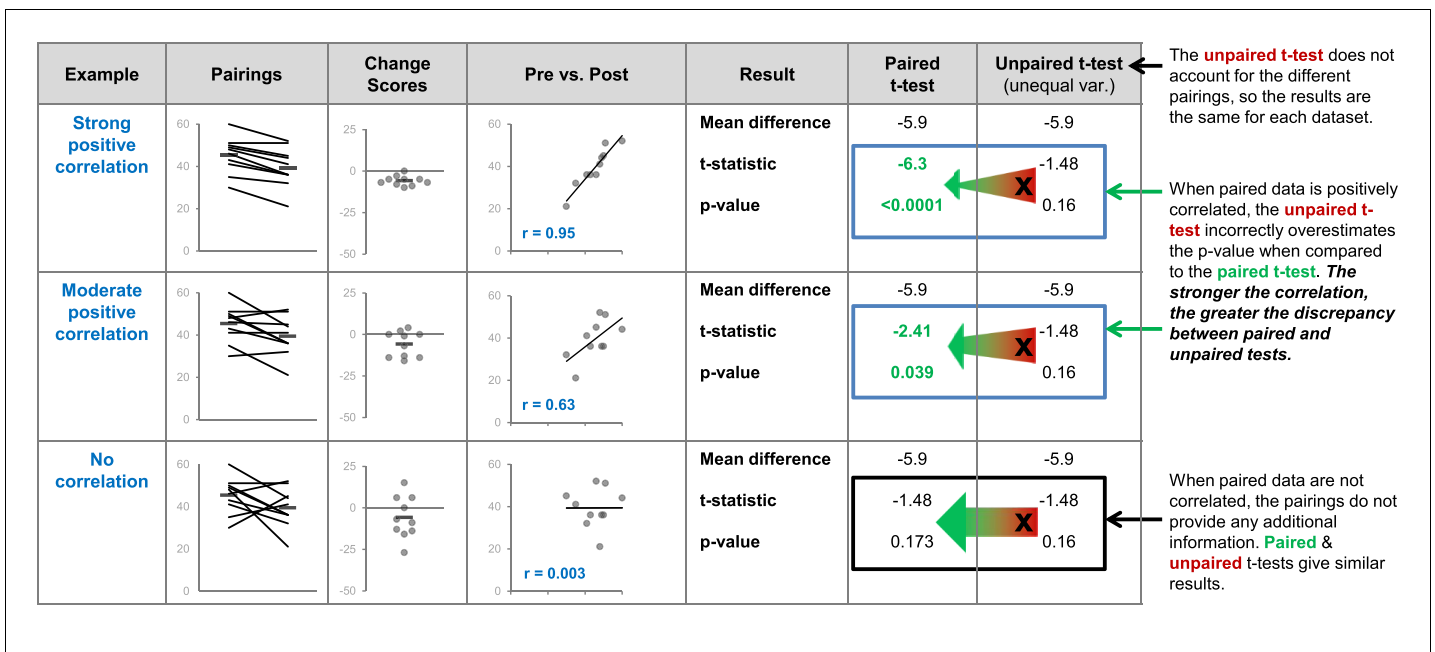 Example
Pairings
Change
Scores
Pre vs. Post
Result
Paired
t-test
Unpaired t-test
(unequal var.)
The unpaired t-test does not
account for the different
pairings, so the results are
the same for each dataset.
Strong
positive
correlation
60
40
20
0
25
0
-25
-50
60
40
20
0
r = 0.95
Mean difference
-5.9
-5.9
t-statistic
-6.3
-1.48
X
p-value
<0.0001
0.16
When paired data is positively
correlated, the unpaired t-
test incorrectly overestimates
the p-value when compared
to the paired t-test. The
stronger the correlation,
the greater the discrepancy
between paired and
unpaired tests.
Moderate
positive
correlation
60
40
20
0
25
0
-25
-50
60
40
20
0
r = 0.63
Mean difference
-5.9
-5.9
t-statistic
-2.41
-1.48
X
p-value
0.039
0.16
No
correlation
60
40
20
0
25
0
-25
-50
60
40
20
0
r = 0.003
Mean difference
-5.9
-5.9
t-statistic
-1.48
-1.48
X
p-value
0.173
0.16
When paired data are not
correlated, the pairings do not
provide any additional
information. Paired &
unpaired t-tests give similar
results.